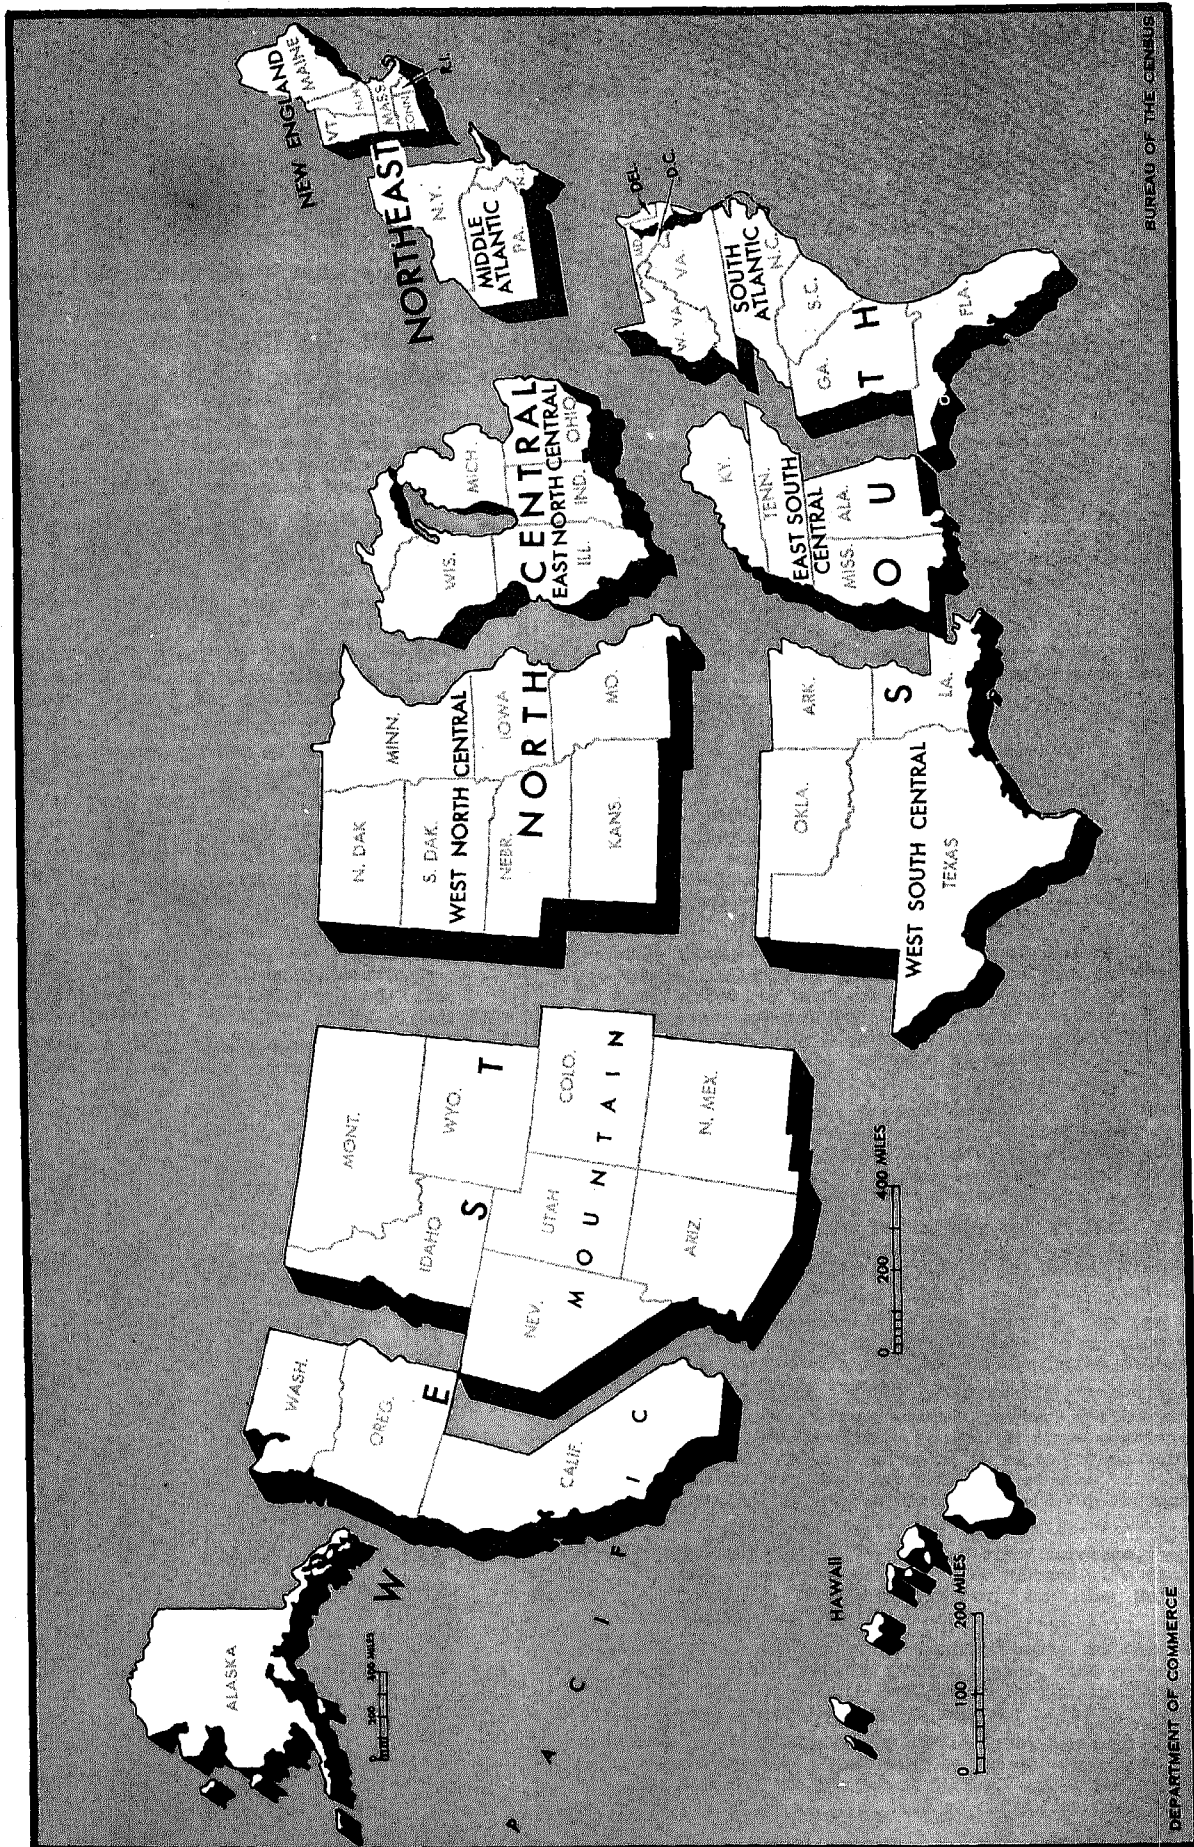 NEW ENGLAND
MAINE
VT.
N.H.
MASS.
CONN.
R.I.
NORTHEAST
N.Y.
MIDDLE
ATLANTIC
PA.
N.J.
WEST
PACIFIC
WASH.
OREG.
CALIF.
ALASKA
HAWAII
MOUNTAIN
MONT.
IDAHO
WYO.
NEV.
UTAH
COLO.
ARIZ.
N. MEX.
NORTH CENTRAL
WEST NORTH CENTRAL
N. DAK
S. DAK.
NEBR.
KANS.
MINN.
IOWA
MO.
EAST NORTH CENTRAL
WIS.
MICH.
ILL.
IND.
OHIO
SOUTH
WEST SOUTH CENTRAL
OKLA.
TEXAS
ARK.
LA.
EAST SOUTH
CENTRAL
KY.
TENN.
MISS.
ALA.
SOUTH
ATLANTIC
DEL.
MD.
D.C.
W. VA.
VA.
N.C.
S.C.
GA.
FLA.
0 200 400 MILES
0 100 200 MILES
DEPARTMENT OF COMMERCE
BUREAU OF THE CENSUS